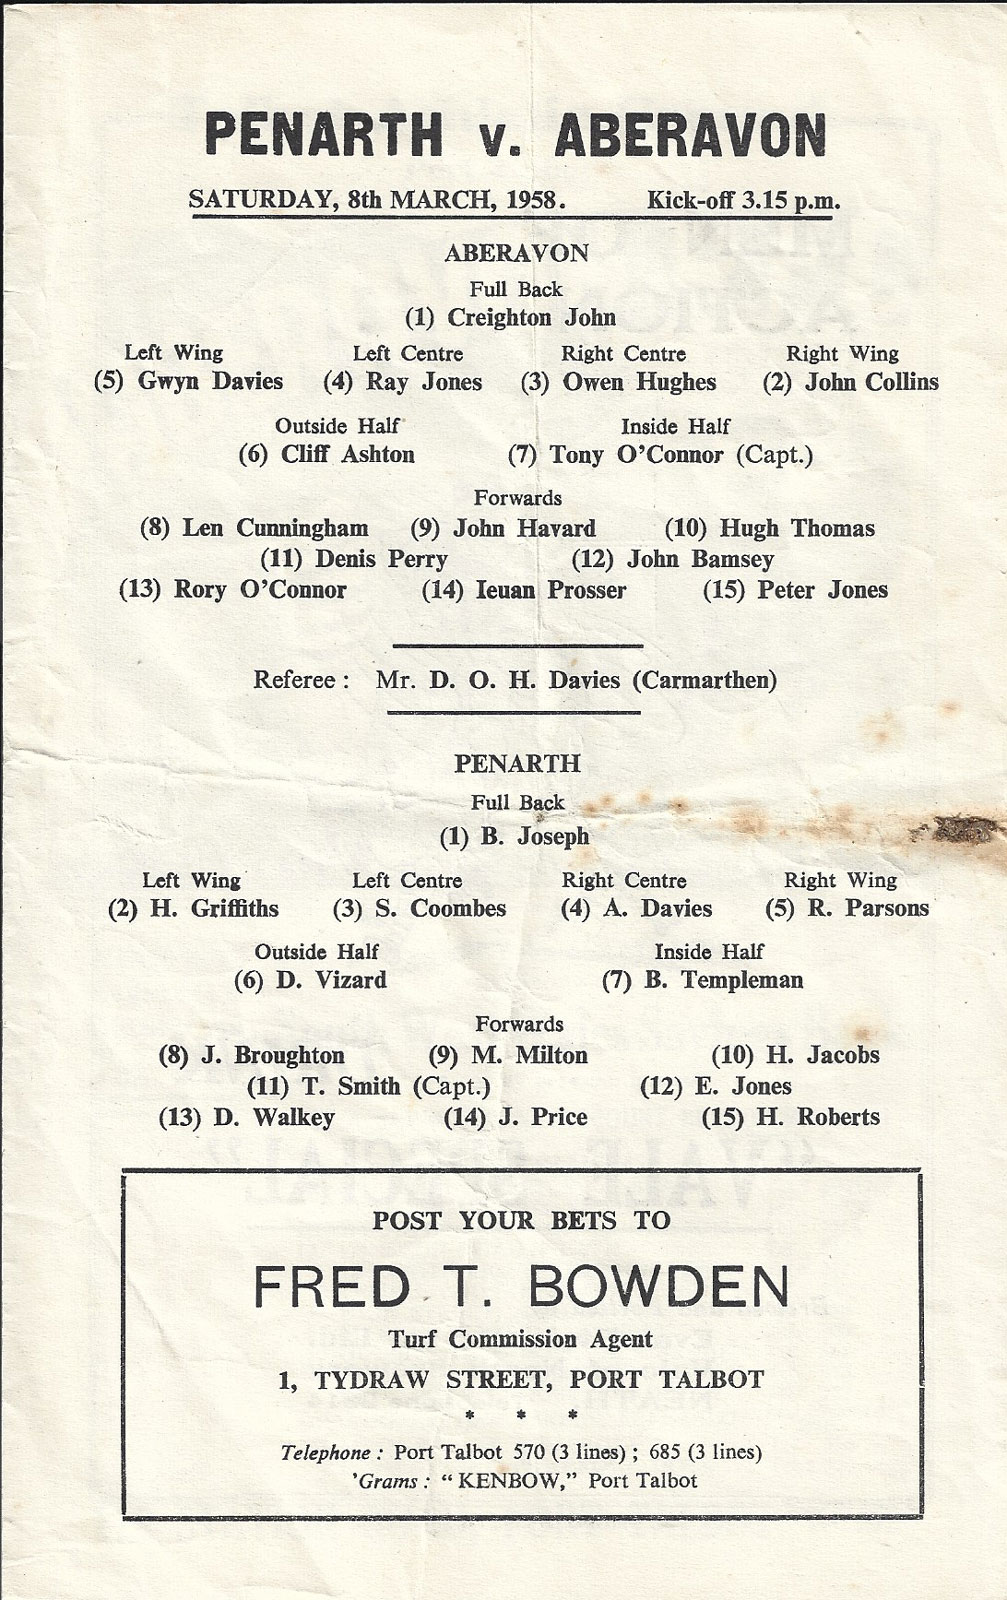 PENARTH v. ABERAVON
SATURDAY, 8th MARCH, 1958. Kick-off 3.15 p.m.
ABERAVON
Full Back
(1) Creighton John
Left Wing Left Centre Right Centre Right Wing
(5) Gwyn Davies (4) Ray Jones (3) Owen Hughes (2) John Collins
Outside Half Inside Half
(6) Cliff Ashton (7) Tony O'Connor (Capt.)
Forwards
(8) Len Cunningham (9) John Havard (10) Hugh Thomas
(11) Denis Perry (12) John Bamsey
(13) Rory O'Connor (14) Ieuan Prosser (15) Peter Jones
Referee : Mr. D. O. H. Davies (Carmarthen)
PENARTH
Full Back
(1) B. Joseph
Left Wing Left Centre Right Centre Right Wing
(2) H. Griffiths (3) S. Coombes (4) A. Davies (5) R. Parsons
Outside Half Inside Half
(6) D. Vizard (7) B. Templeman
Forwards
(8) J. Broughton (9) M. Milton (10) H. Jacobs
(11) T. Smith (Capt.) (12) E. Jones
(13) D. Walkey (14) J. Price (15) H. Roberts
POST YOUR BETS TO
FRED T. BOWDEN
Turf Commission Agent
1, TYDRAW STREET, PORT TALBOT
* * *
Telephone : Port Talbot 570 (3 lines) ; 685 (3 lines)
'Grams : "KENBOW," Port Talbot